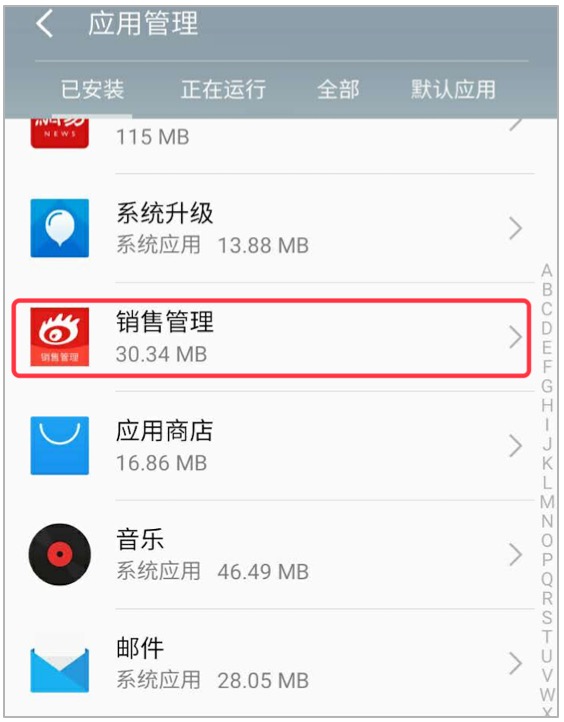 应用管理
已安装 正在运行 全部 默认应用
NEWS
115 MB
系统升级
系统应用 13.88 MB
销售管理
销售管理
30.34 MB
应用商店
16.86 MB
音乐
系统应用 46.49 MB
邮件
系统应用 28.05 MB
A
B
C
D
E
F
G
H
I
J
K
L
M
N
O
P
Q
R
S
T
U
V
W
X